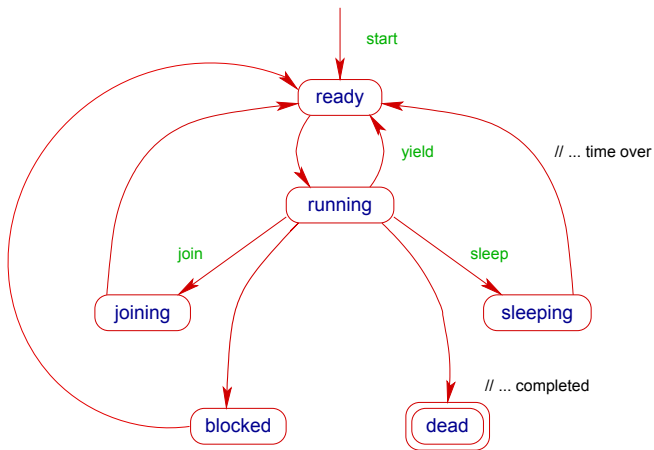 start
ready
yield
// ... time over
running
join
sleep
joining
sleeping
// ... completed
blocked
dead